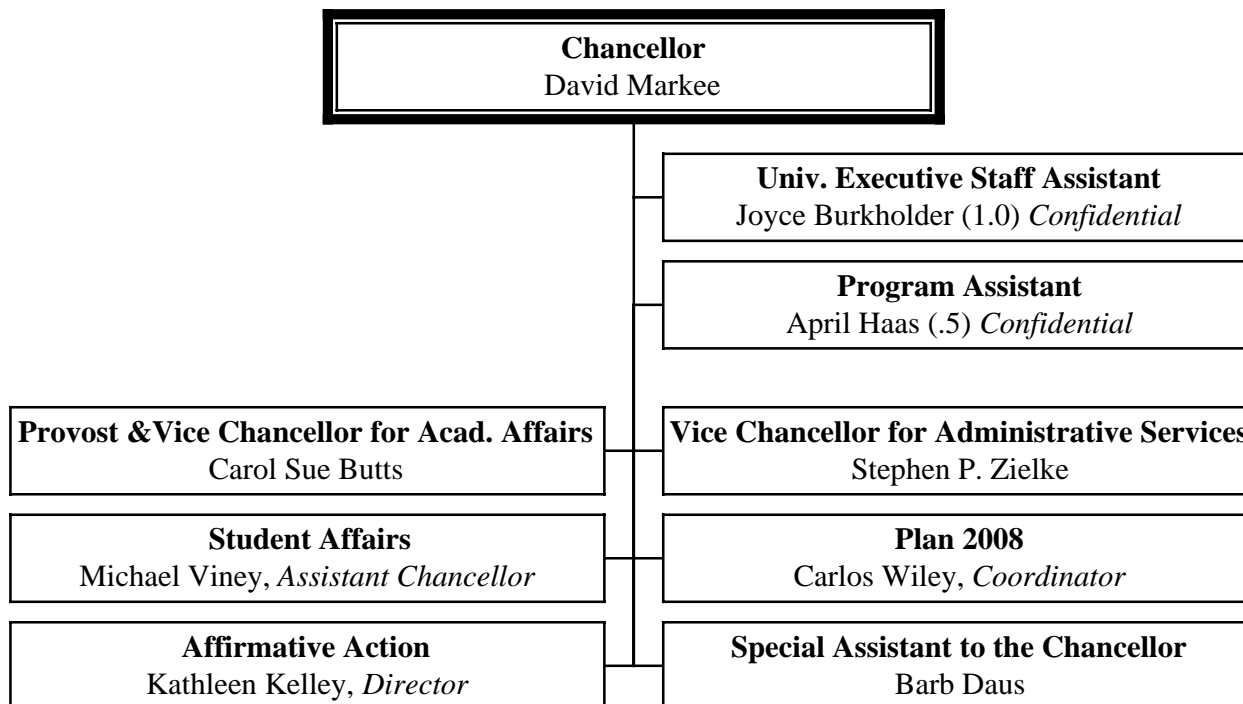 Chancellor
David Markee
Univ. Executive Staff Assistant
Joyce Burkholder (1.0) Confidential
Program Assistant
April Haas (.5) Confidential
Provost &Vice Chancellor for Acad. Affairs
Carol Sue Butts
Vice Chancellor for Administrative Services
Stephen P. Zielke
Student Affairs
Michael Viney, Assistant Chancellor
Plan 2008
Carlos Wiley, Coordinator
Affirmative Action
Kathleen Kelley, Director
Special Assistant to the Chancellor
Barb Daus